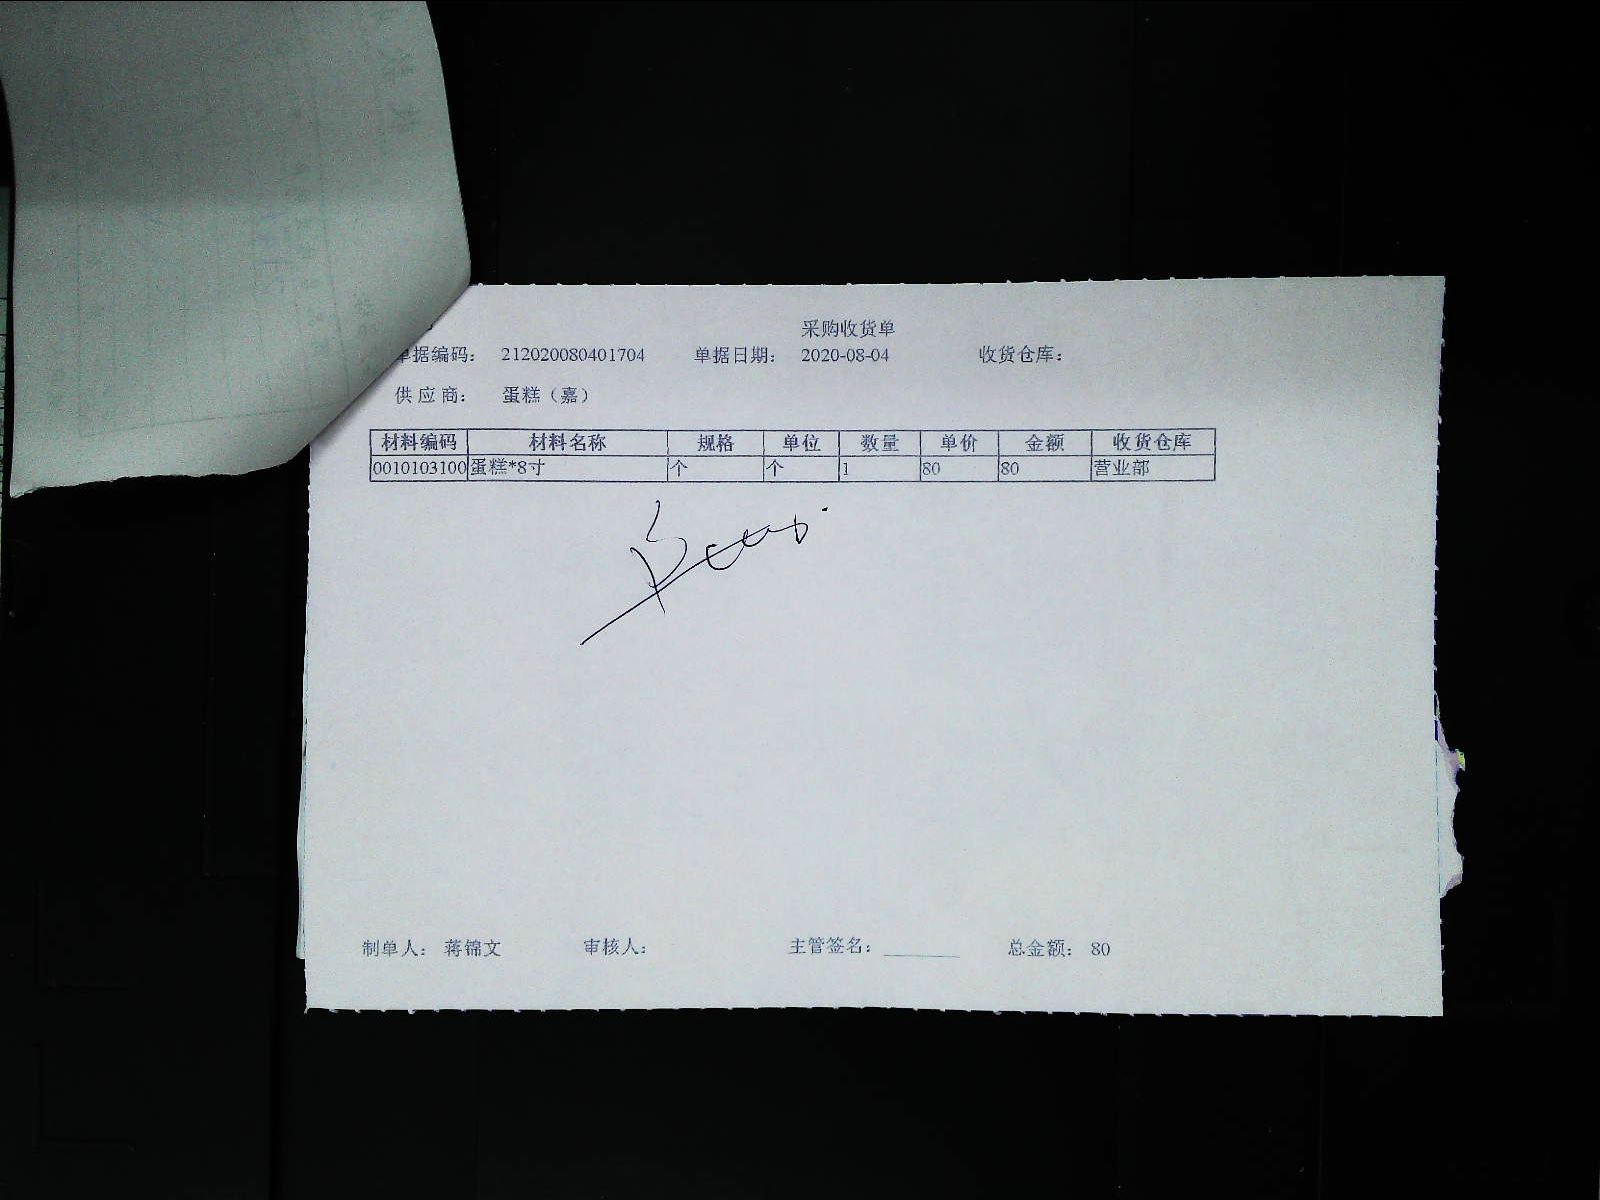 采购收货单
单据编码： 212020080401704 单据日期： 2020-08-04 收货仓库：
供应商： 蛋糕（嘉）
材料编码 材料名称 规格 单位 数量 单价 金额 收货仓库
0010103100 蛋糕*8寸 个 个 1 80 80 营业部
制单人： 蒋锦文 审核人： 主管签名： 总金额： 80